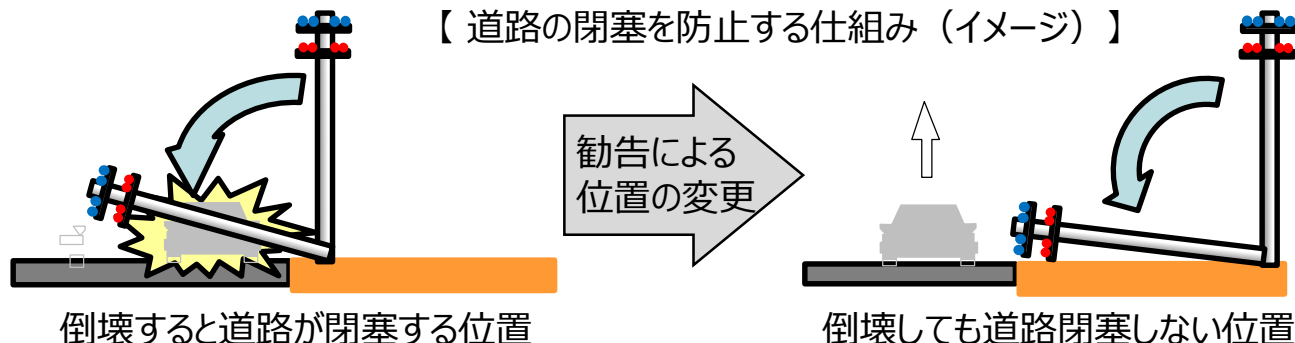 【 道路の閉塞を防止する仕組み（イメージ） 】
勧告による
位置の変更
倒壊すると道路が閉塞する位置
倒壊しても道路閉塞しない位置